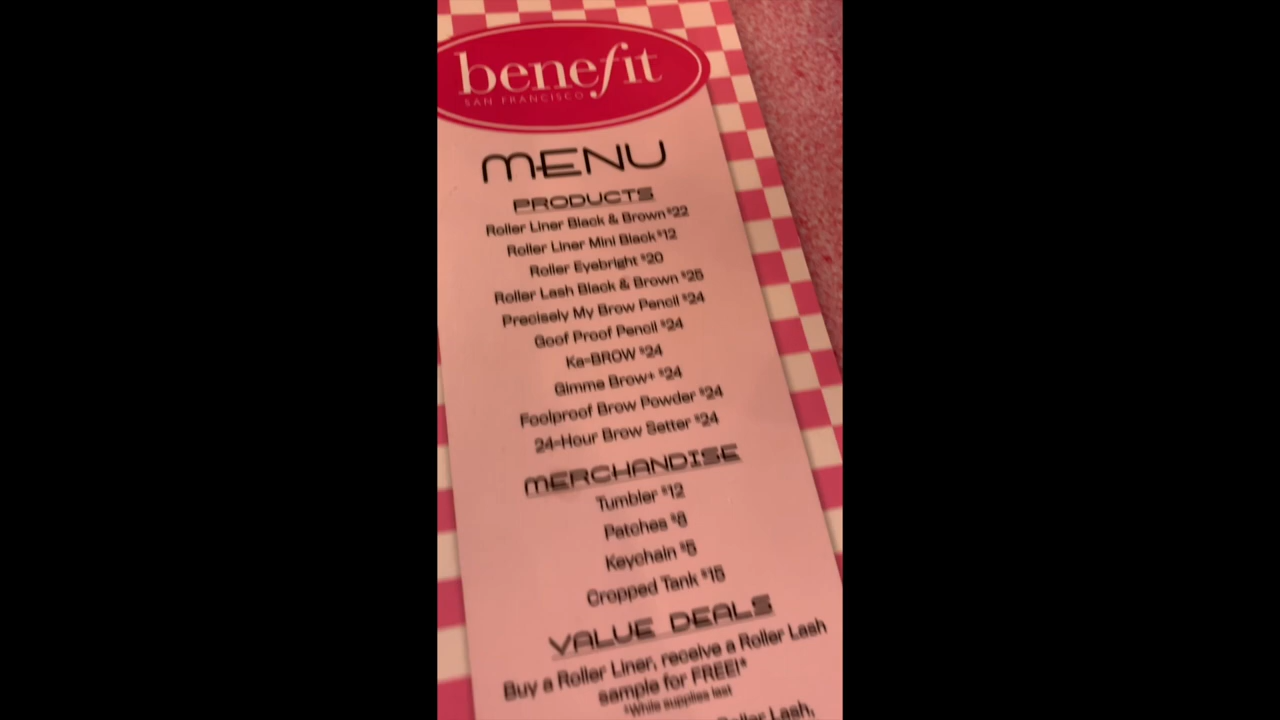 benefit
SAN FRANCISCO
MENU
PRODUCTS
Roller Liner Black & Brown $22
Roller Liner Mini Black $12
Roller Eyebright $20
Roller Lash Black & Brown $25
Precisely My Brow Pencil $24
Goof Proof Pencil $24
Ka-BROW $24
Gimme Brow+ $24
Foolproof Brow Powder $24
24-Hour Brow Setter $24
MERCHANDISE
Tumbler $12
Patches $8
Keychain $5
Cropped Tank $15
VALUE DEALS
Buy a Roller Liner, receive a Roller Lash
sample for FREE!*
*While supplies last
Roller Lash,